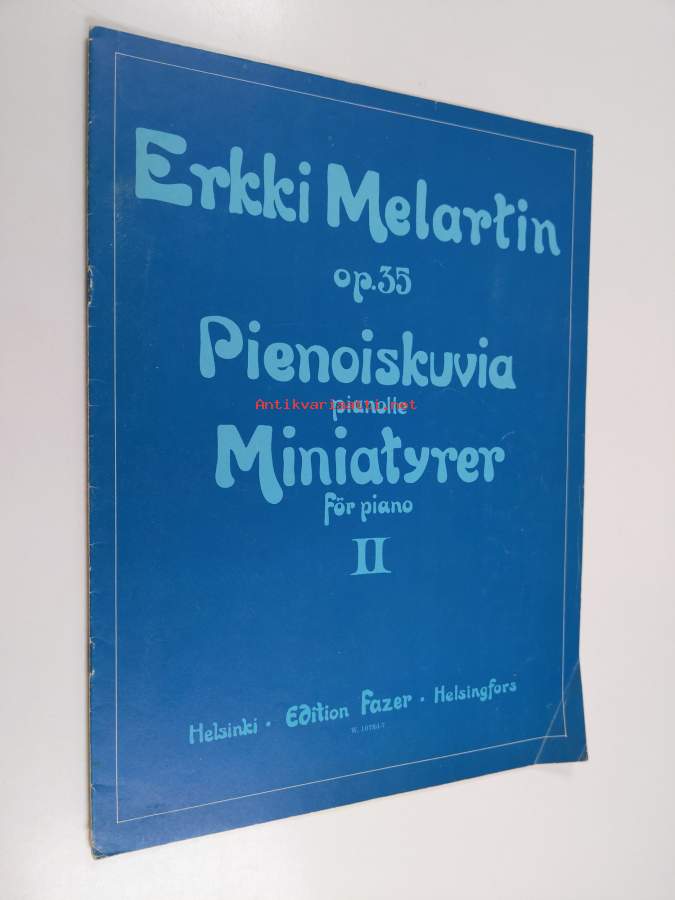 Erkki Melartin
op.35
Pienoiskuvia
pianolle
Antikvariaatti.net
Miniatyrer
för piano
II
Helsinki · Edition Fazer · Helsingfors